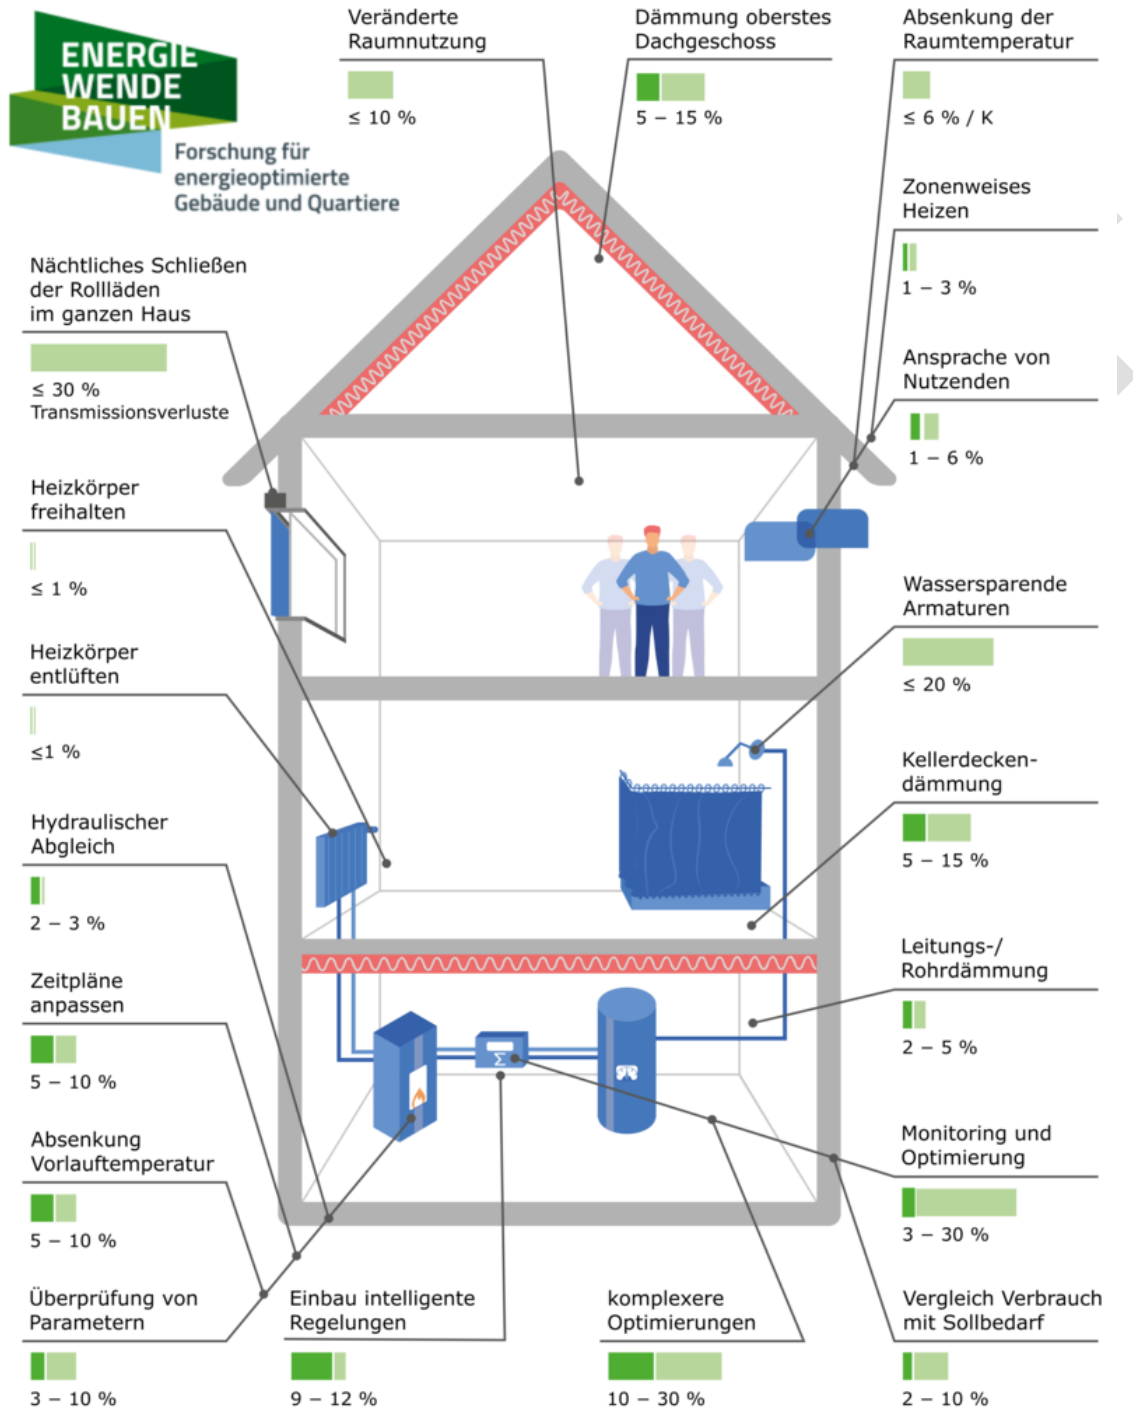 ENERGIE
WENDE
BAUEN
Forschung für
energieoptimierte
Gebäude und Quartiere
Veränderte
Raumnutzung
≤ 10 %
Dämmung oberstes
Dachgeschoss
5 – 15 %
Absenkung der
Raumtemperatur
≤ 6 % / K
Zonenweises
Heizen
1 – 3 %
Ansprache von
Nutzenden
1 – 6 %
Nächtliches Schließen
der Rollläden
im ganzen Haus
≤ 30 %
Transmissionsverluste
Heizkörper
freihalten
≤ 1 %
Heizkörper
entlüften
≤1 %
Hydraulischer
Abgleich
2 – 3 %
Zeitpläne
anpassen
5 – 10 %
Absenkung
Vorlauftemperatur
5 – 10 %
Überprüfung von
Parametern
3 – 10 %
Wassersparende
Armaturen
≤ 20 %
Kellerdecken-
dämmung
5 – 15 %
Leitungs-/
Rohrdämmung
2 – 5 %
Σ
Monitoring und
Optimierung
3 – 30 %
Einbau intelligente
Regelungen
9 – 12 %
komplexere
Optimierungen
10 – 30 %
Vergleich Verbrauch
mit Sollbedarf
2 – 10 %